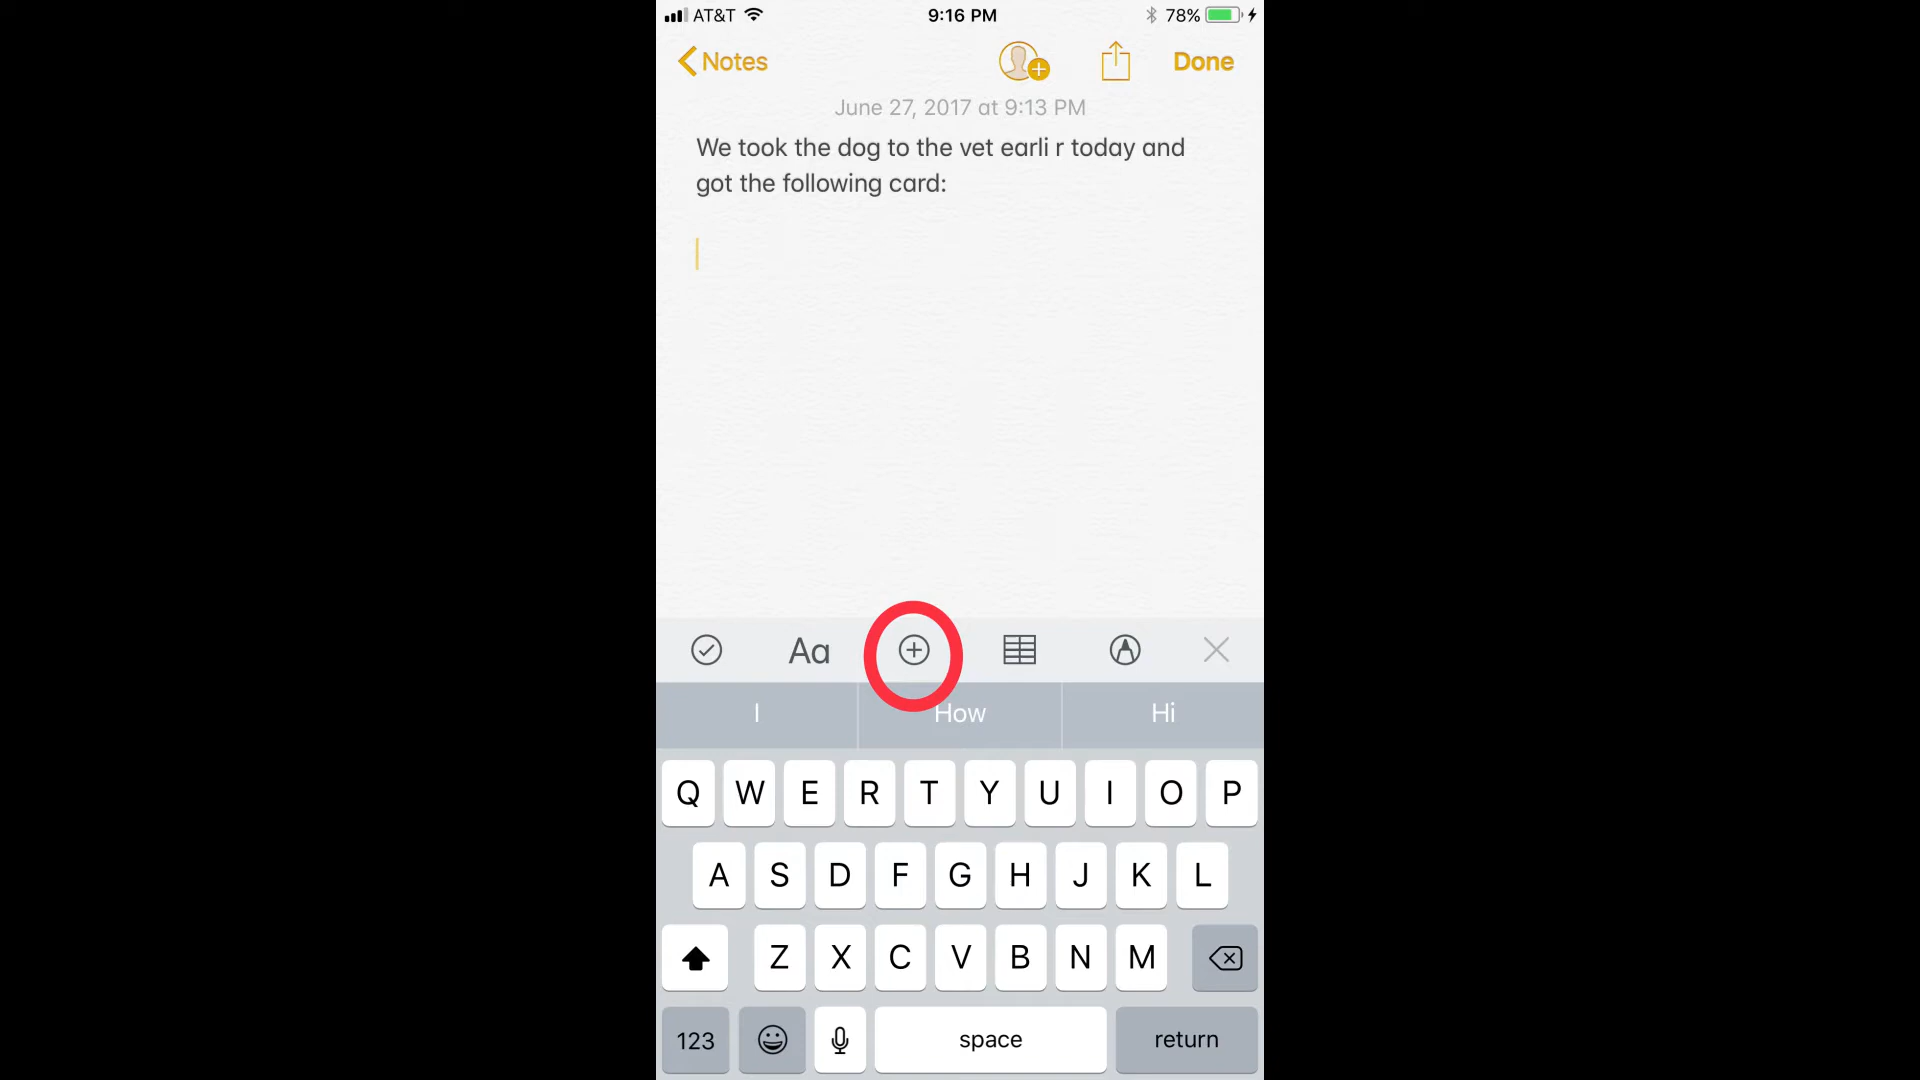 AT&T 9:16 PM 78%
Notes Done
June 27, 2017 at 9:13 PM
We took the dog to the vet earli r today and
got the following card:
Aa
I How Hi
Q W E R T Y U I O P
A S D F G H J K L
Z X C V B N M
123 space return